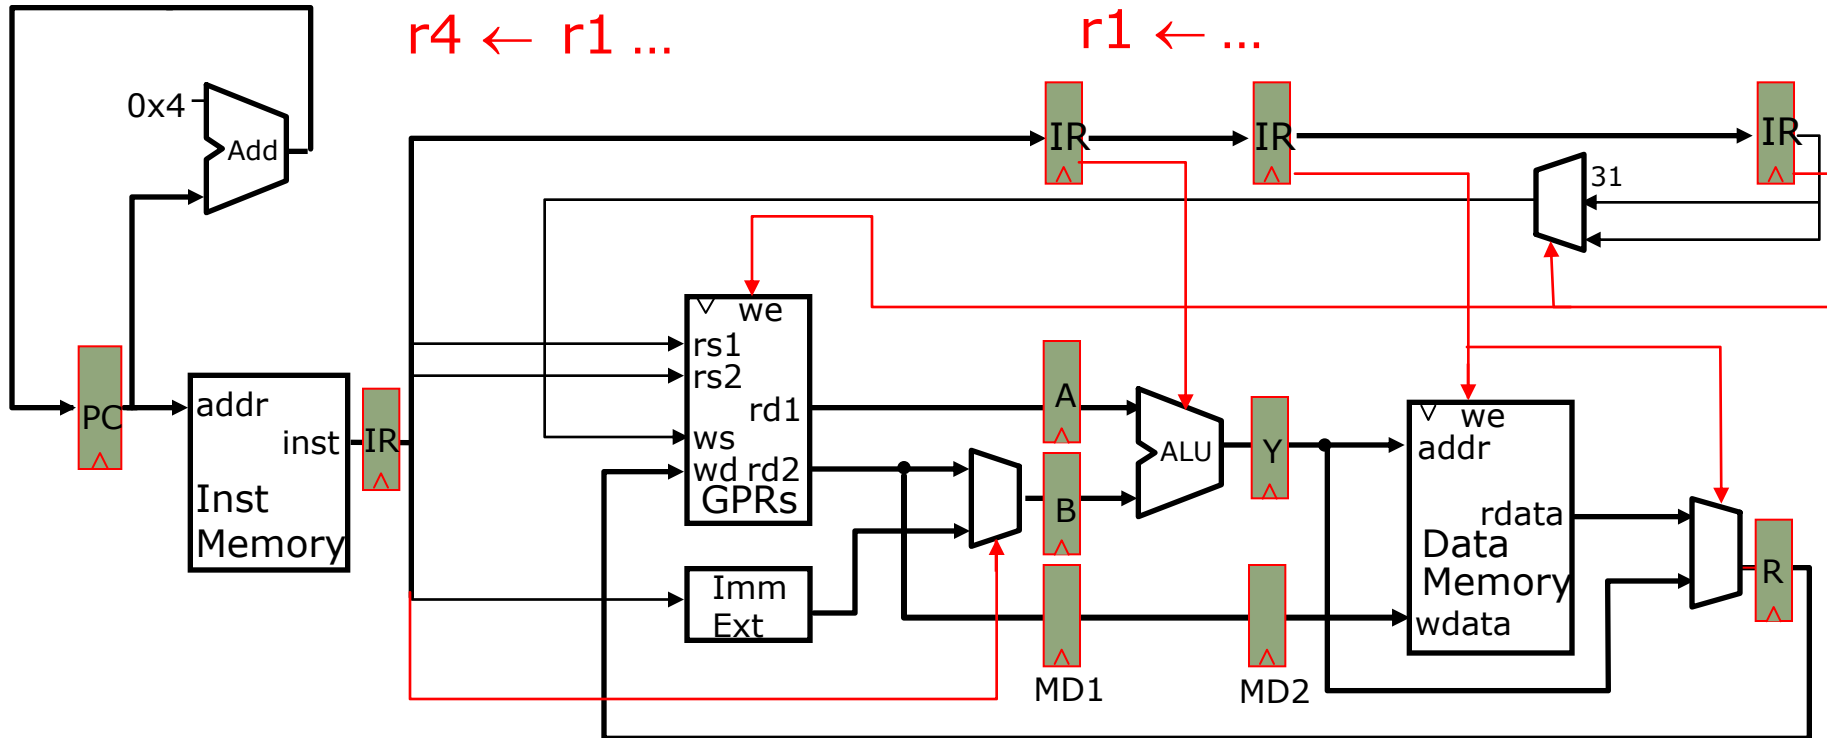 r4 ← r1 ...
r1 ← ...
0x4
Add
IR
IR
IR
31
we
rs1
rs2
rd1
ws
wd rd2
GPRs
PC
addr
inst
Inst
Memory
IR
A
B
ALU
Y
we
addr
rdata
Data
Memory
wdata
R
Imm
Ext
MD1
MD2